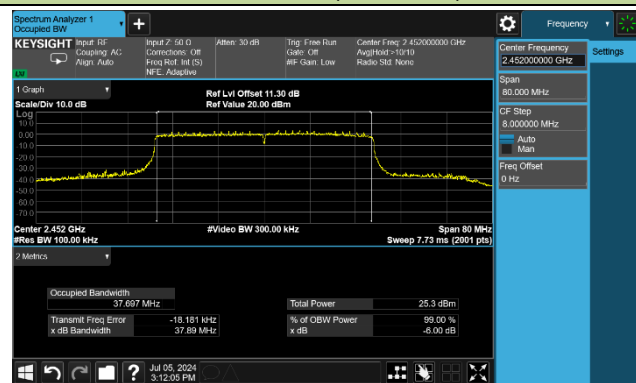 Spectrum Analyzer 1
Occupied BW
Frequency
KEYSIGHT
Input: RF
Coupling: AC
Align: Auto
Input Z: 50 Ω
Corrections: Off
Freq Ref: Int (S)
NFE: Adaptive
Atten: 30 dB
Trig: Free Run
Gate: Off
#IF Gain: Low
Center Freq: 2.452000000 GHz
Avg|Hold:>10/10
Radio Std: None
Center Frequency
2.452000000 GHz
Settings
Span
80.000 MHz
CF Step
8.000000 MHz
Auto
Man
Freq Offset
0 Hz
1 Graph
Scale/Div 10.0 dB
Ref Lvl Offset 11.30 dB
Ref Value 20.00 dBm
Log
10.0
0.00
-10.0
-20.0
-30.0
-40.0
-50.0
-60.0
-70.0
Center 2.452 GHz
#Res BW 100.00 kHz
#Video BW 300.00 kHz
Span 80 MHz
Sweep 7.73 ms (2001 pts)
2 Metrics
Occupied Bandwidth
37.697 MHz
Total Power 25.3 dBm
Transmit Freq Error -18.181 kHz
x dB Bandwidth 37.89 MHz
% of OBW Power 99.00 %
x dB -6.00 dB
?
Jul 05, 2024
3:12:05 PM